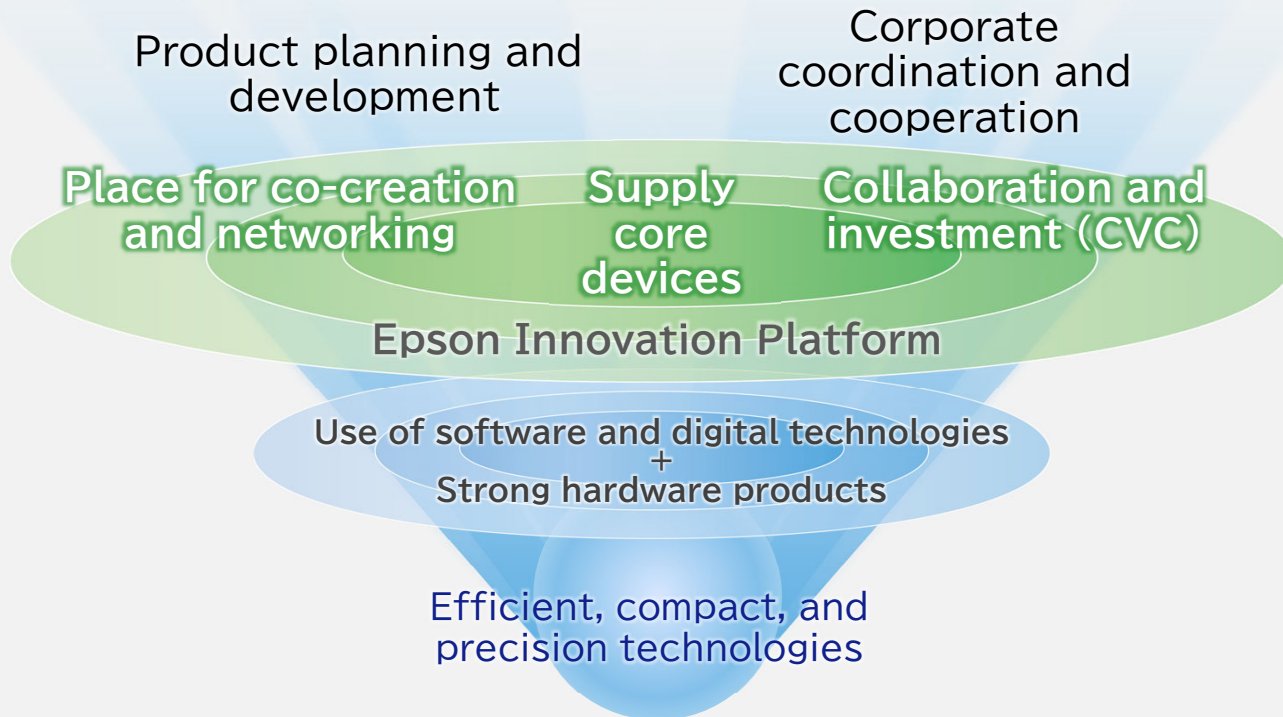 Product planning and
development
Corporate
coordination and
cooperation
Place for co-creation
and networking
Supply
core
devices
Collaboration and
investment (CVC)
Epson Innovation Platform
Use of software and digital technologies
+
Strong hardware products
Efficient, compact, and
precision technologies